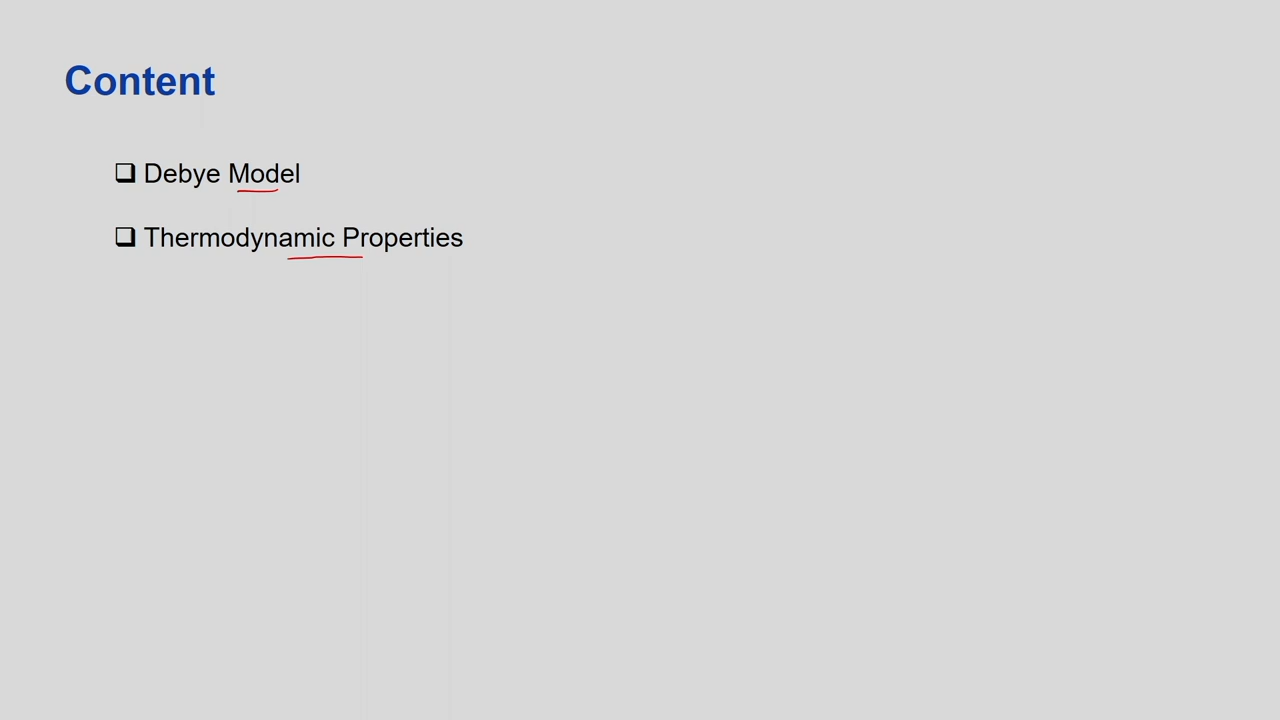 Content
❑ Debye Model
❑ Thermodynamic Properties